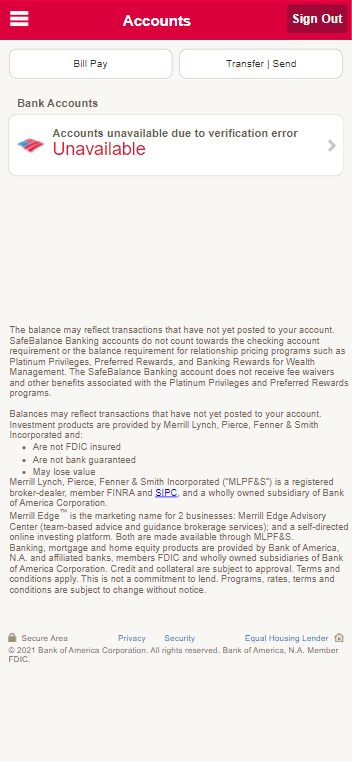 Accounts
Sign Out
Bill Pay
Transfer | Send
Bank Accounts
Accounts unavailable due to verification error
Unavailable
The balance may reflect transactions that have not yet posted to your account.
SafeBalance Banking accounts do not count towards the checking account
requirement or the balance requirement for relationship pricing programs such as
Platinum Privileges, Preferred Rewards, and Banking Rewards for Wealth
Management. The SafeBalance Banking account does not receive fee waivers
and other benefits associated with the Platinum Privileges and Preferred Rewards
programs.
Balances may reflect transactions that have not yet posted to your account.
Investment products are provided by Merrill Lynch, Pierce, Fenner & Smith
Incorporated and:
• Are not FDIC insured
• Are not bank guaranteed
• May lose value
Merrill Lynch, Pierce, Fenner & Smith Incorporated ("MLPF&S") is a registered
broker-dealer, member FINRA and SIPC, and a wholly owned subsidiary of Bank
of America Corporation.
Merrill Edge™ is the marketing name for 2 businesses: Merrill Edge Advisory
Center (team-based advice and guidance brokerage services); and a self-directed
online investing platform. Both are made available through MLPF&S.
Banking, mortgage and home equity products are provided by Bank of America,
N.A. and affiliated banks, members FDIC and wholly owned subsidiaries of Bank
of America Corporation. Credit and collateral are subject to approval. Terms and
conditions apply. This is not a commitment to lend. Programs, rates, terms and
conditions are subject to change without notice.
Secure Area Privacy Security Equal Housing Lender
© 2021 Bank of America Corporation. All rights reserved. Bank of America, N.A. Member
FDIC.